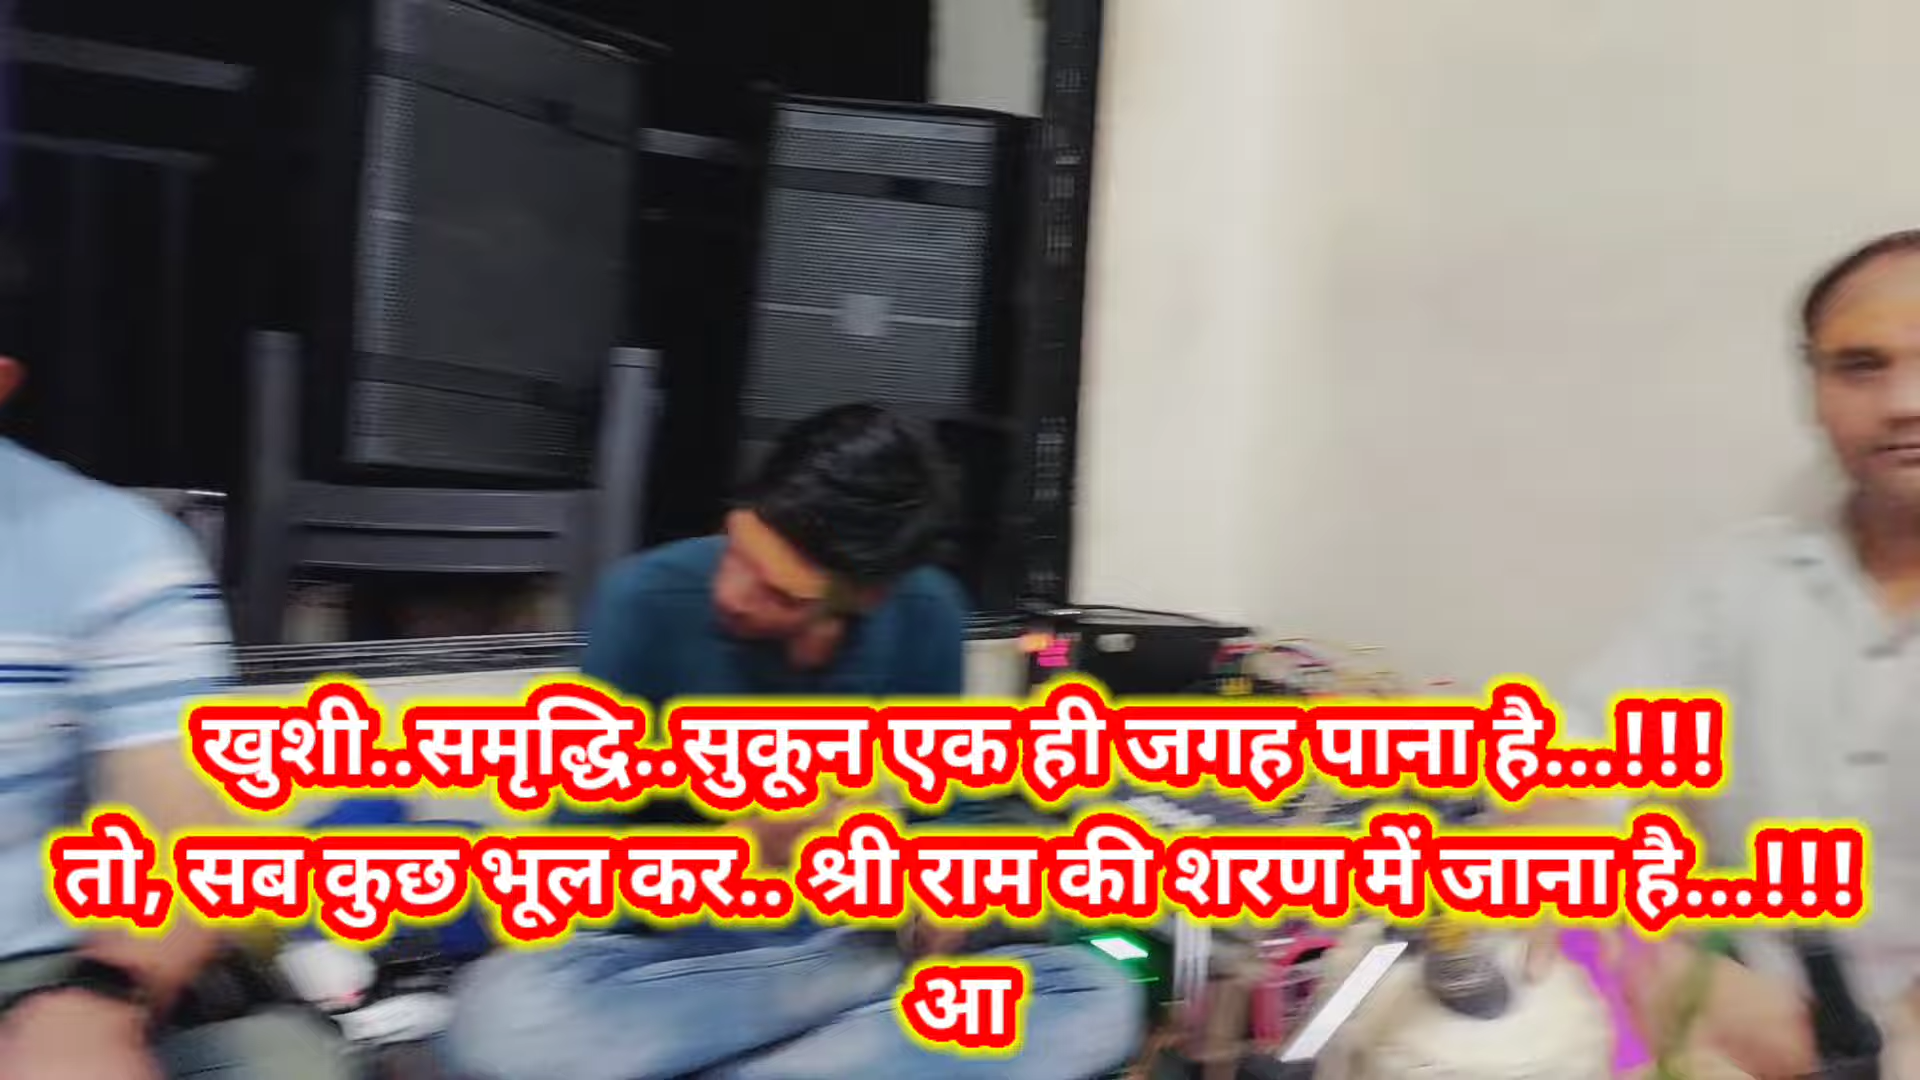 खुशी..समृद्धि..सुकून एक ही जगह पाना है...!!!
तो, सब कुछ भूल कर.. श्री राम की शरण में जाना है...!!!
आ